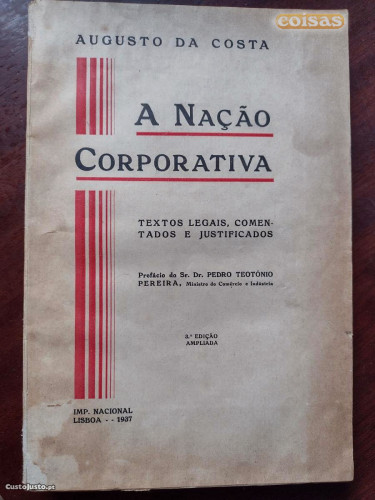 coisas
AUGUSTO DA COSTA
A NAÇÃO
CORPORATIVA
TEXTOS LEGAIS, COMEN-
TADOS E JUSTIFICADOS
Prefácio do Sr. Dr. PEDRO TEOTÓNIO
PEREIRA, Ministro do Comércio e Indústria
3.ª EDIÇÃO
AMPLIADA
IMP. NACIONAL
LISBOA - - 1937
CustoJusto.pt